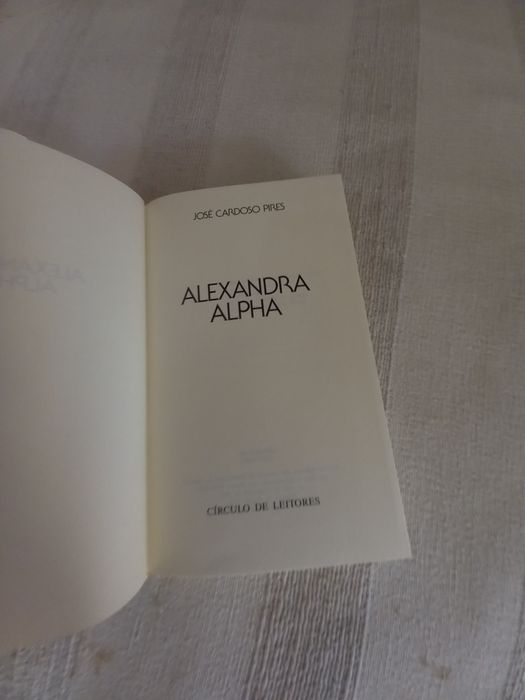 JOSÉ CARDOSO PIRES
ALEXANDRA
ALPHA
CÍRCULO DE LEITORES